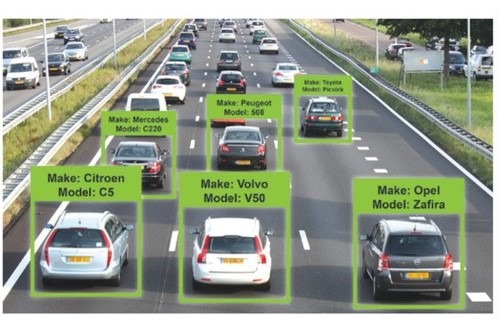 Make: Toyota
Model: Picnick
Make: Peugeot
Model: 508
Make: Mercedes
Model: C220
Make: Citroen
Model: C5
Make: Volvo
Model: V50
Make: Opel
Model: Zafira